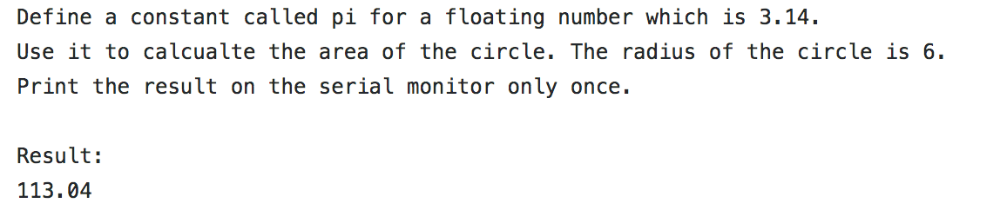 Define a constant called pi for a floating number which is 3.14.
Use it to calcualte the area of the circle. The radius of the circle is 6.
Print the result on the serial monitor only once.
Result:
113.04